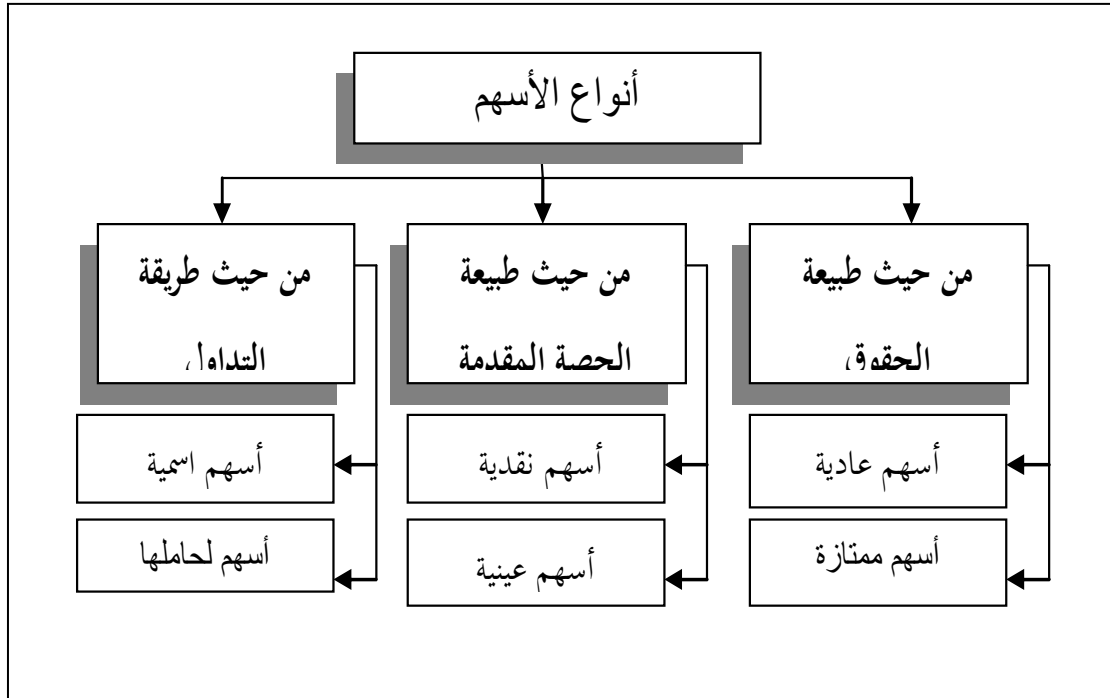 أنواع الأسهم
من حيث طبيعة
الحقوق
من حيث طبيعة
الحصة المقدمة
من حيث طريقة
التداول
أسهم عادية
أسهم نقدية
أسهم اسمية
أسهم ممتازة
أسهم عينية
أسهم لحاملها